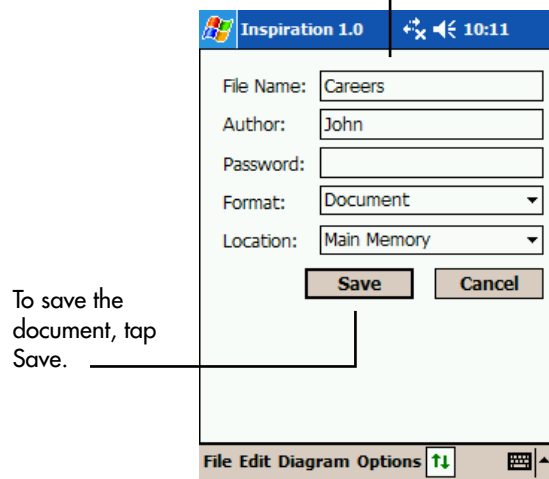 Inspiration 1.0 10:11
File Name: Careers
Author: John
Password:
Format: Document
Location: Main Memory
Save Cancel
To save the
document, tap
Save.
File Edit Diagram Options